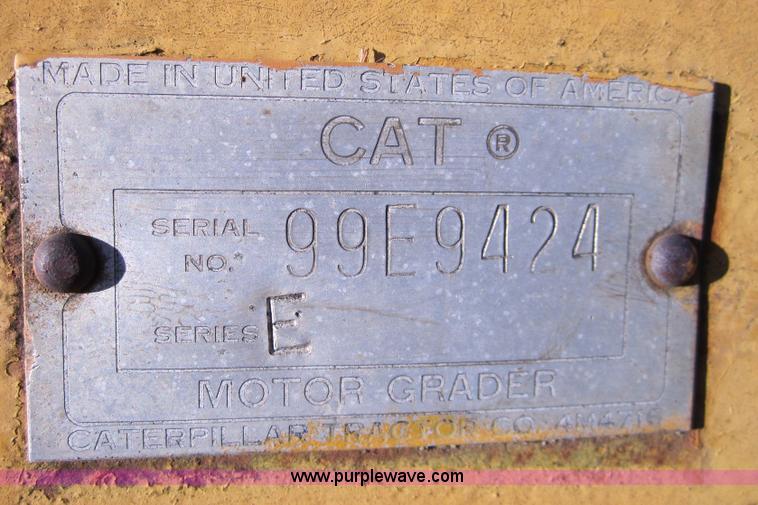 MADE IN UNITED STATES OF AMERICA
CAT ®
SERIAL NO. 99E9424
SERIES E
MOTOR GRADER
CATERPILLAR TRACTOR CO. 4M4716
www.purplewave.com